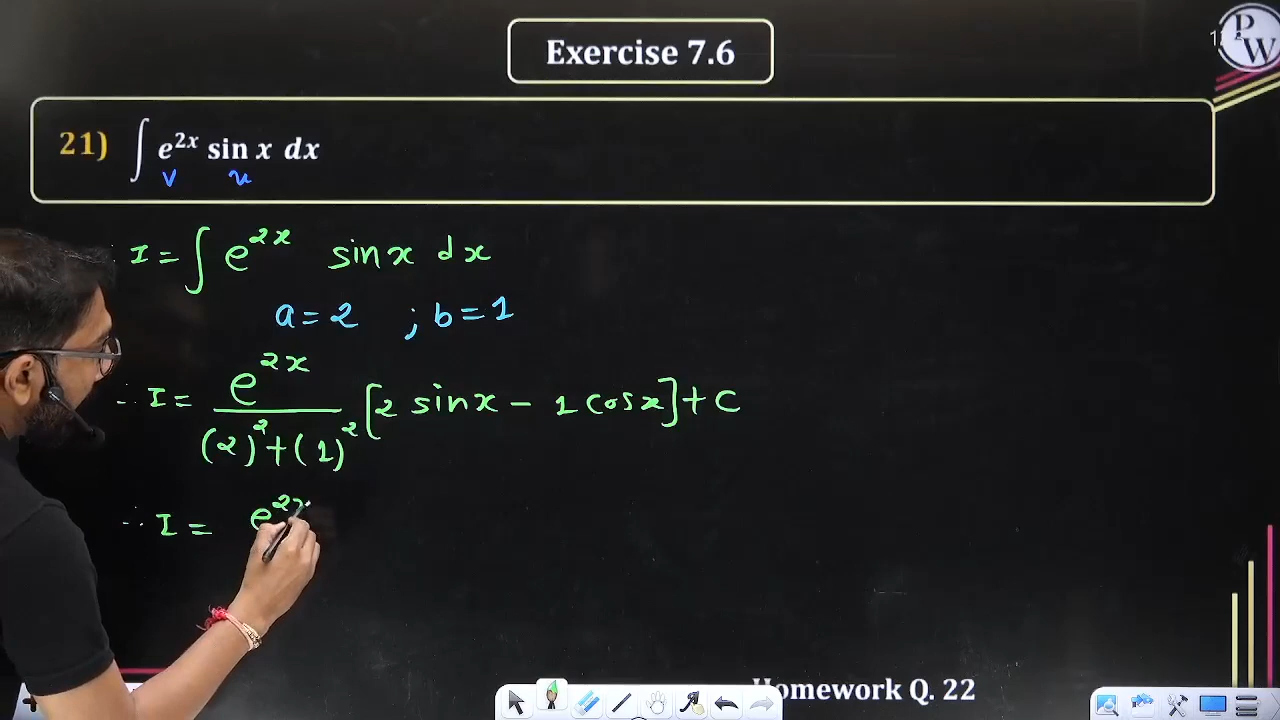 PW
Exercise 7.6
21) ∫ e^{2x} sin x dx
v u
I = ∫ e^{2x} sin x dx
a = 2 ; b = 1
∴ I = e^{2x} / ((2)² + (1)²) [2 sin x − 1 cos x] + c
∴ I = e^{2x}
Homework Q. 22